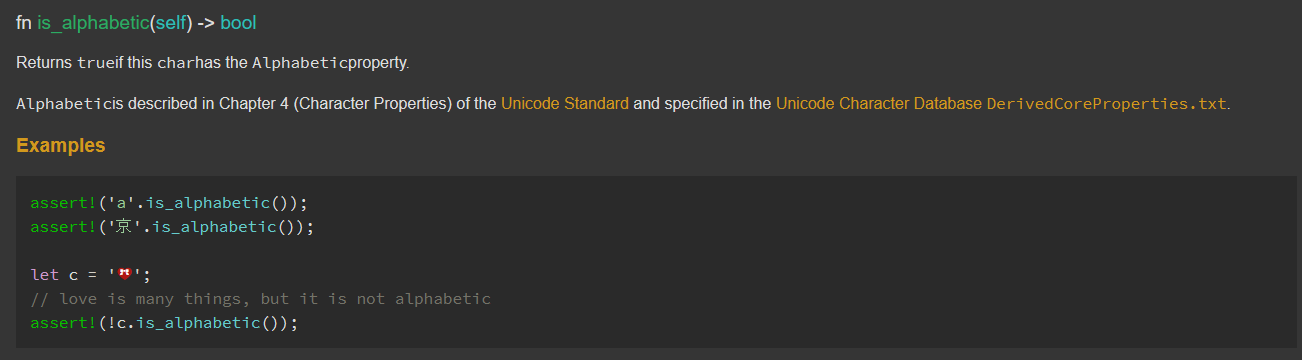 fn is_alphabetic(self) -> bool
Returns trueif this charhas the Alphabeticproperty.
Alphabeticis described in Chapter 4 (Character Properties) of the Unicode Standard and specified in the Unicode Character Database DerivedCoreProperties.txt.
Examples
assert!('a'.is_alphabetic());
assert!('京'.is_alphabetic());
let c = '💝';
// love is many things, but it is not alphabetic
assert!(!c.is_alphabetic());